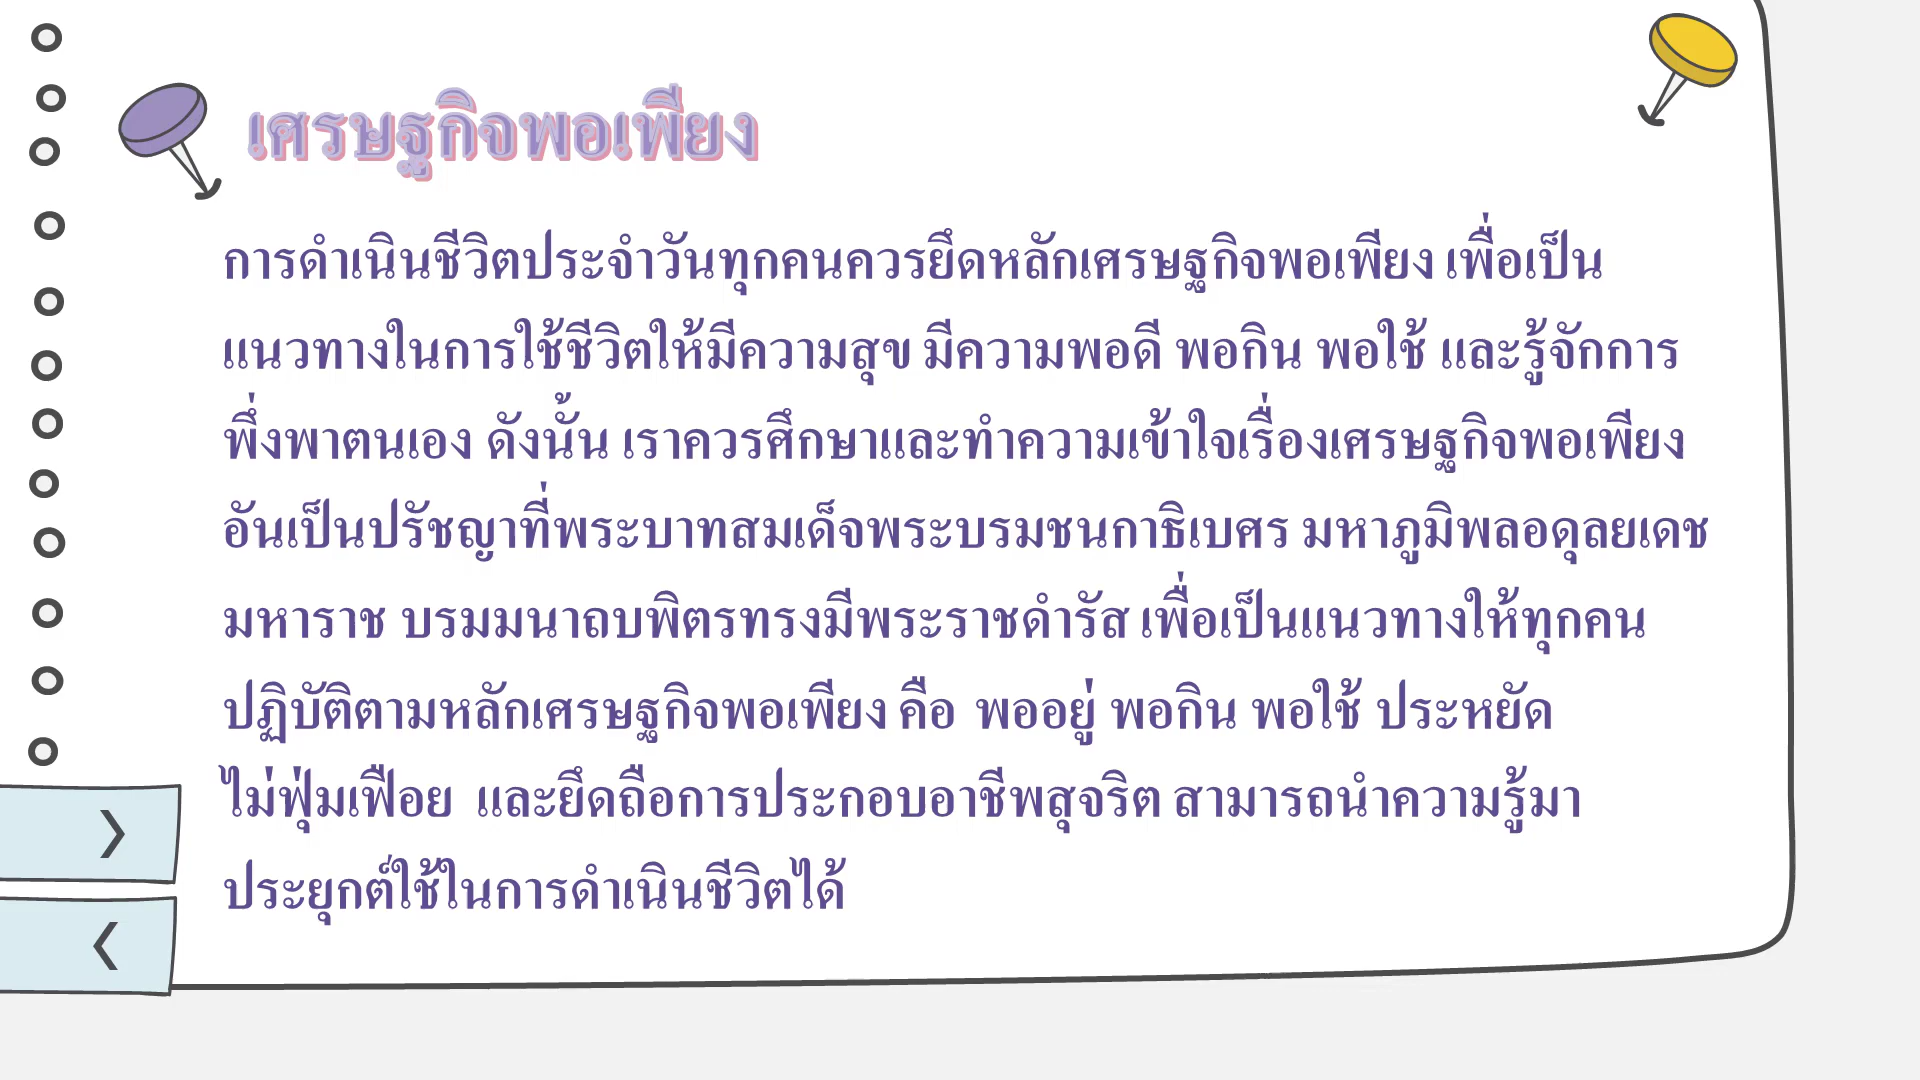 เศรษฐกิจพอเพียง
การดำเนินชีวิตประจำวันทุกคนควรยึดหลักเศรษฐกิจพอเพียง เพื่อเป็น
แนวทางในการใช้ชีวิตให้มีความสุข มีความพอดี พอกิน พอใช้ และรู้จักการ
พึ่งพาตนเอง ดังนั้น เราควรศึกษาและทำความเข้าใจเรื่องเศรษฐกิจพอเพียง
อันเป็นปรัชญาที่พระบาทสมเด็จพระบรมชนกาธิเบศร มหาภูมิพลอดุลยเดช
มหาราช บรมมนาถบพิตรทรงมีพระราชดำรัส เพื่อเป็นแนวทางให้ทุกคน
ปฏิบัติตามหลักเศรษฐกิจพอเพียง คือ พออยู่ พอกิน พอใช้ ประหยัด
ไม่ฟุ่มเฟือย และยึดถือการประกอบอาชีพสุจริต สามารถนำความรู้มา
ประยุกต์ใช้ในการดำเนินชีวิตได้